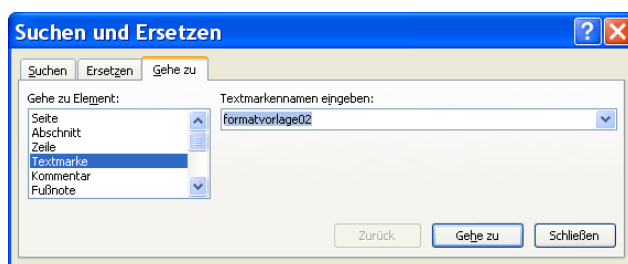 Suchen und Ersetzen
Suchen Ersetzen Gehe zu
Gehe zu Element: Textmarkennamen eingeben:
Seite formatvorlage02
Abschnitt
Zeile
Textmarke
Kommentar
Fußnote
Zurück Gehe zu Schließen